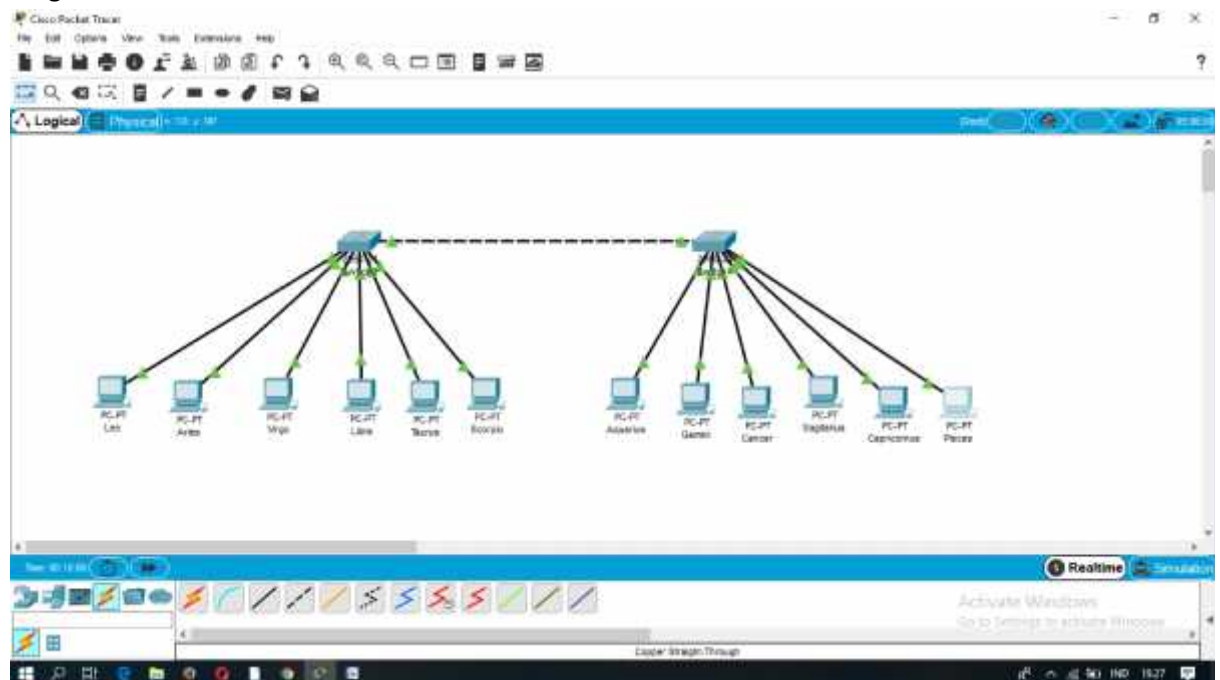 Cisco Packet Tracer
File Edit Options View Tools Extensions Help
?
Logical Physical
PC-PT
Leo
PC-PT
Aries
PC-PT
Virgo
PC-PT
Libra
PC-PT
Taurus
PC-PT
Scorpio
PC-PT
Aquarius
PC-PT
Gemini
PC-PT
Cancer
PC-PT
Sagitarius
PC-PT
Capricornus
PC-PT
Pisces
Realtime Simulation
Activate Windows
Go to Settings to activate Windows
Copper Straight-Through
IND 15.27